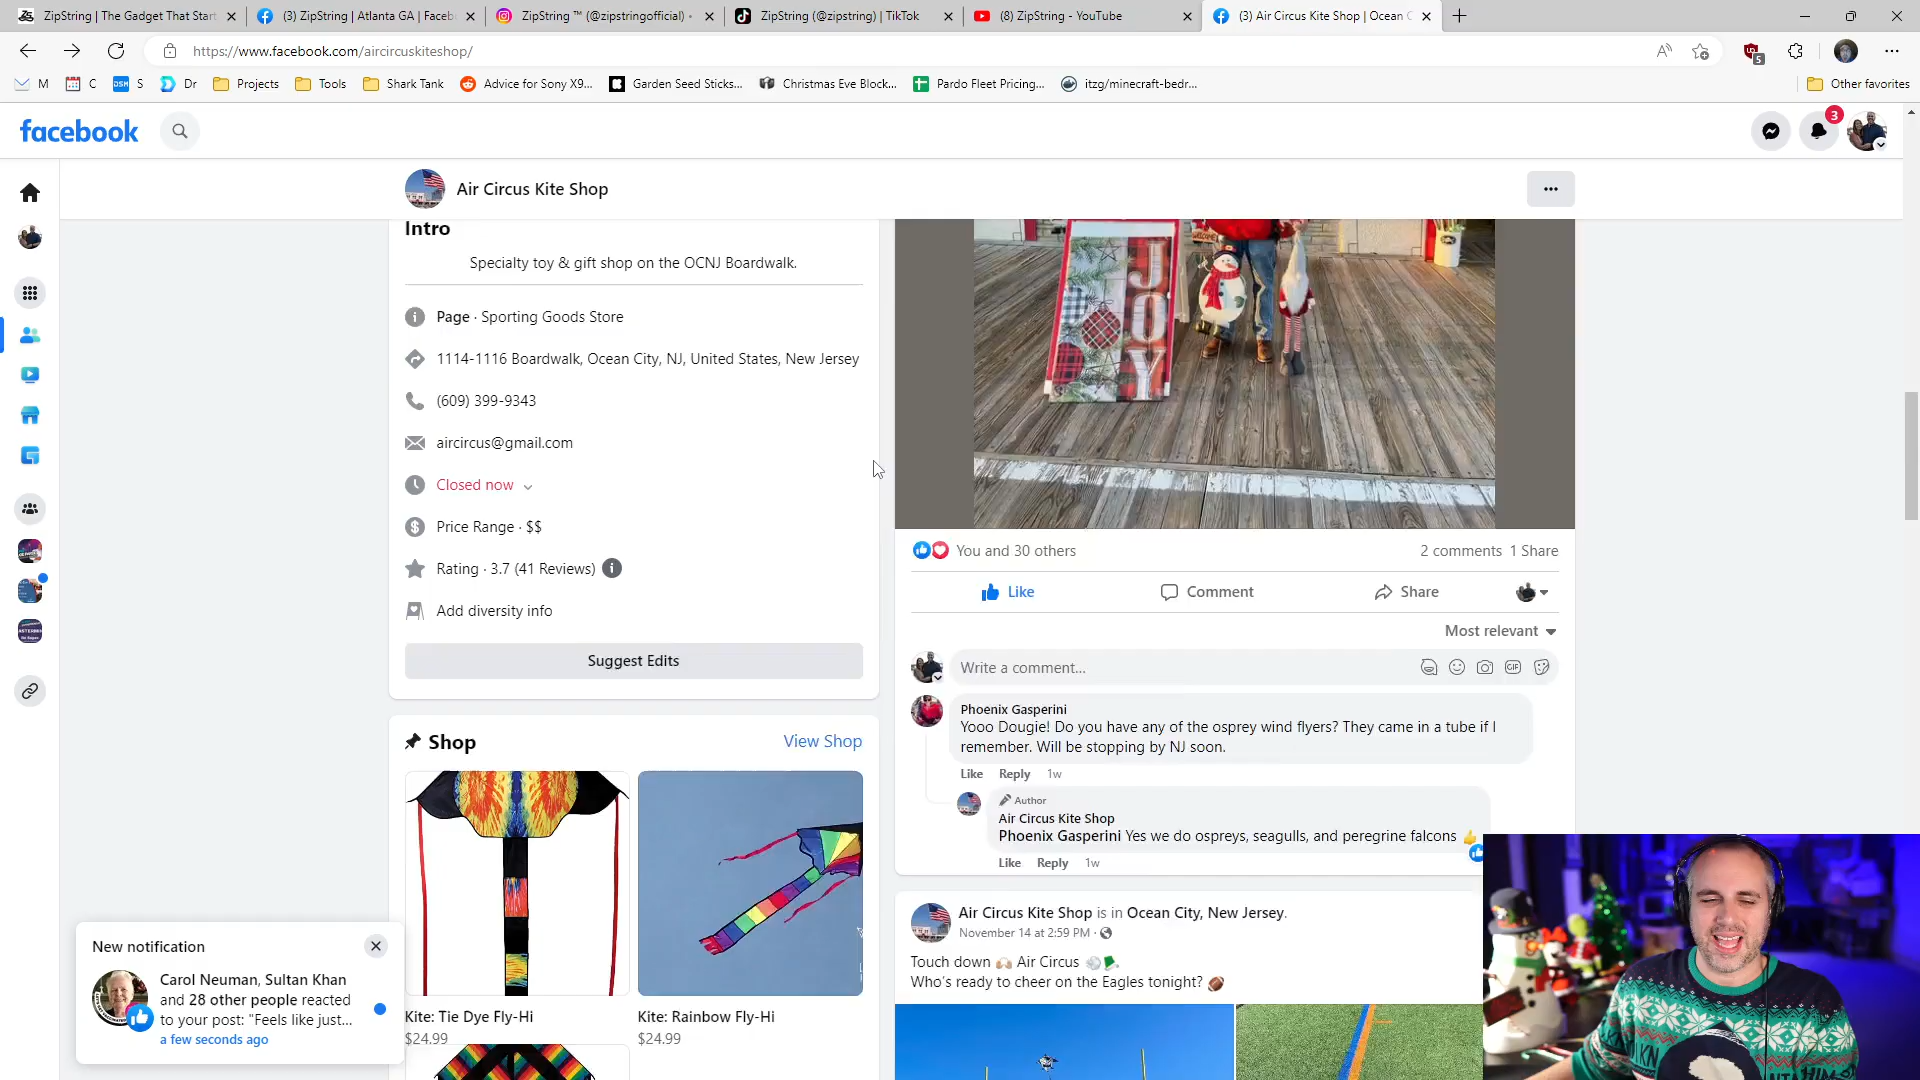 ZipString | The Gadget That Start
(3) ZipString | Atlanta GA | Faceb
ZipString ™ (@zipstringofficial) •
ZipString (@zipstring) | TikTok
(8) ZipString - YouTube
(3) Air Circus Kite Shop | Ocean C
https://www.facebook.com/aircircuskiteshop/
5
M
C
DSM S
Dr
Projects
Tools
Shark Tank
Advice for Sony X9...
Garden Seed Sticks...
Christmas Eve Block...
Pardo Fleet Pricing...
itzg/minecraft-bedr...
Other favorites
facebook
3
Air Circus Kite Shop
Intro
Specialty toy & gift shop on the OCNJ Boardwalk.
Page · Sporting Goods Store
1114-1116 Boardwalk, Ocean City, NJ, United States, New Jersey
(609) 399-9343
aircircus@gmail.com
Closed now
Price Range · $$
Rating · 3.7 (41 Reviews)
Add diversity info
Suggest Edits
Shop
View Shop
Kite: Tie Dye Fly-Hi
$24.99
Kite: Rainbow Fly-Hi
$24.99
New notification
Carol Neuman, Sultan Khan
and 28 other people reacted
to your post: "Feels like just...
a few seconds ago
JOY
You and 30 others
2 comments 1 Share
Like
Comment
Share
Most relevant
Write a comment...
GIF
Phoenix Gasperini
Yooo Dougie! Do you have any of the osprey wind flyers? They came in a tube if I
remember. Will be stopping by NJ soon.
Like Reply 1w
Author
Air Circus Kite Shop
Phoenix Gasperini Yes we do ospreys, seagulls, and peregrine falcons 👍
Like Reply 1w
Air Circus Kite Shop is in Ocean City, New Jersey.
November 14 at 2:59 PM ·
Touch down 🙌🏻 Air Circus 💨🪁
Who's ready to cheer on the Eagles tonight? 🏈